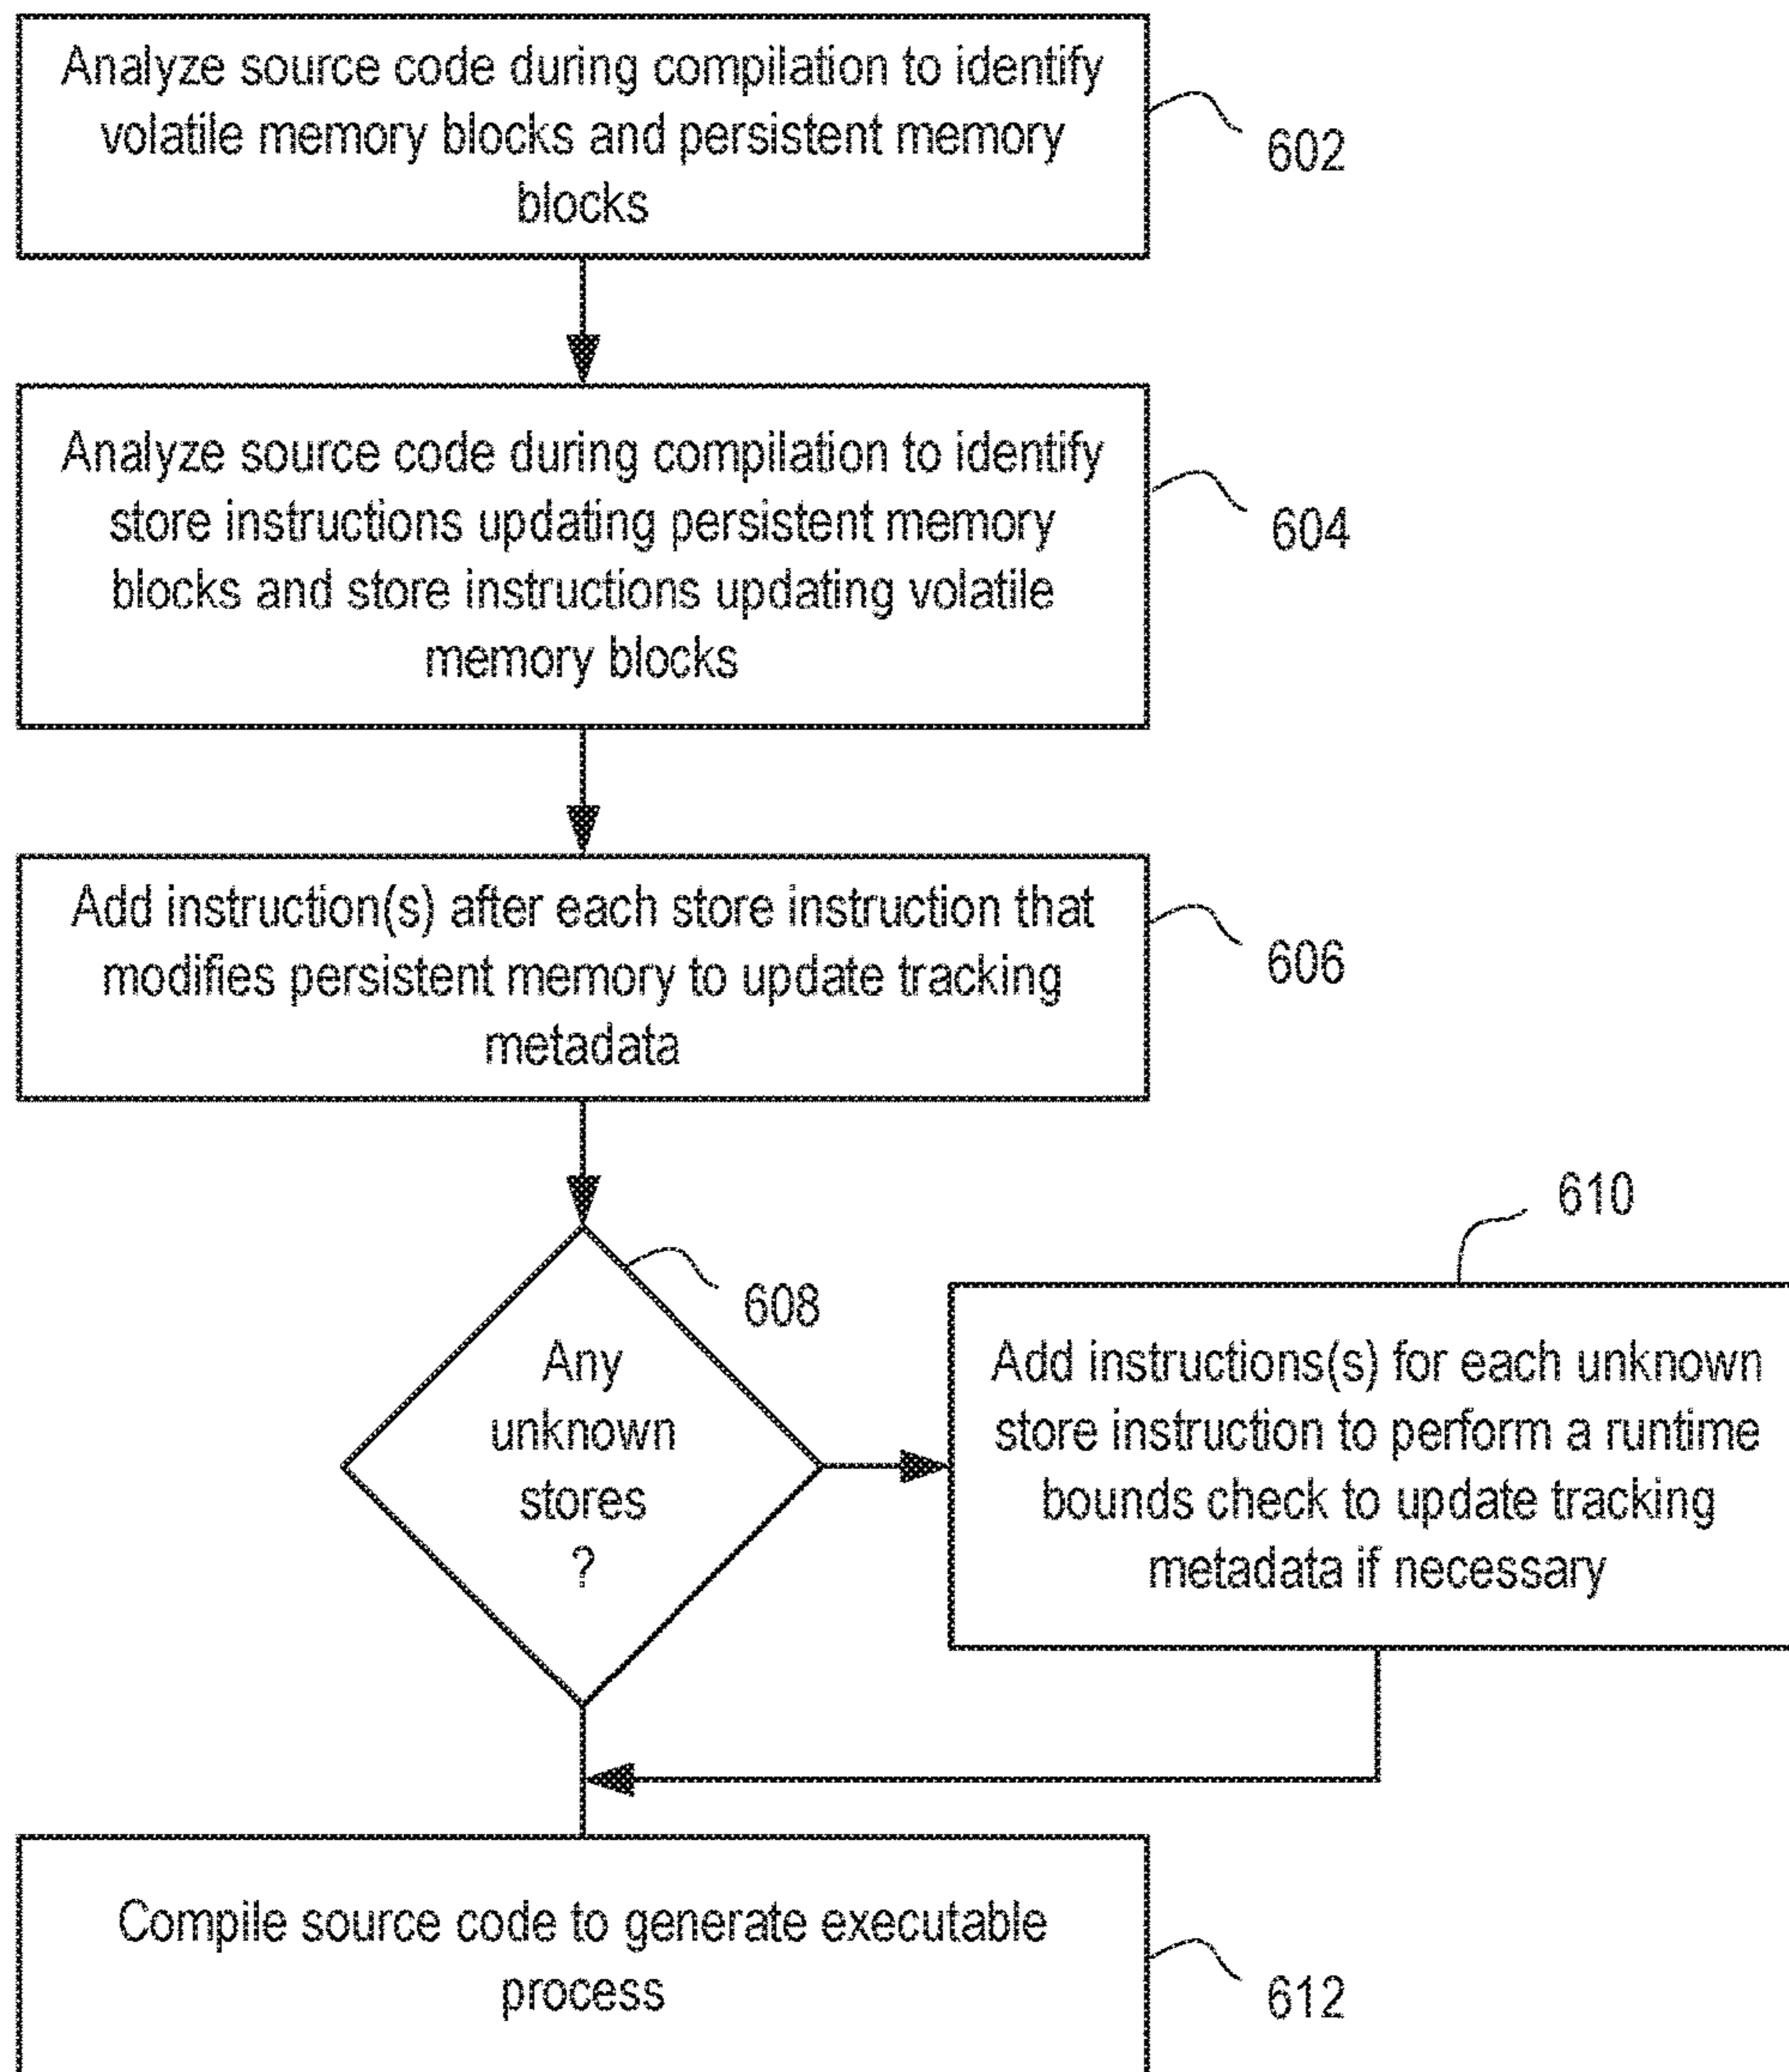 Analyze source code during compilation to identify
volatile memory blocks and persistent memory
blocks
602
Analyze source code during compilation to identify
store instructions updating persistent memory
blocks and store instructions updating volatile
memory blocks
604
Add instruction(s) after each store instruction that
modifies persistent memory to update tracking
metadata
606
608
Any
unknown
stores
?
610
Add instructions(s) for each unknown
store instruction to perform a runtime
bounds check to update tracking
metadata if necessary
Compile source code to generate executable
process
612